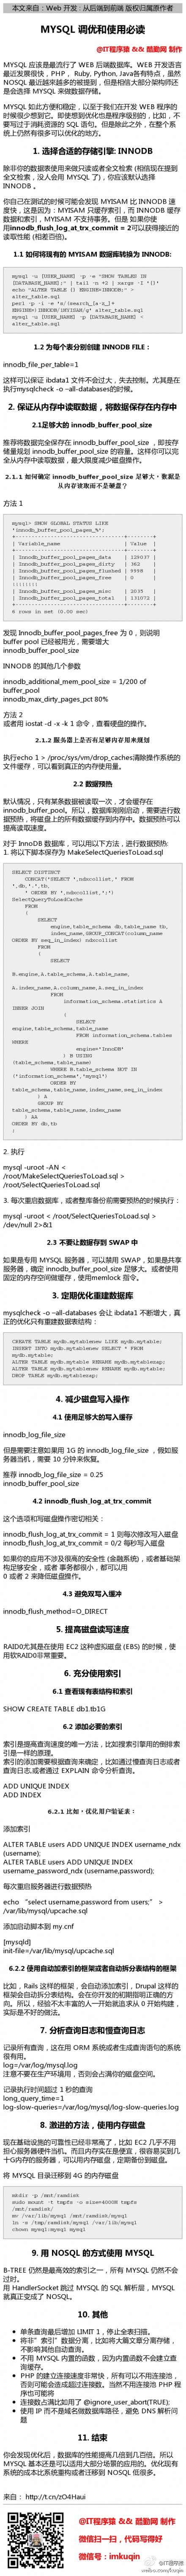 本文来自：Web 开发 : 从后端到前端 版权归属原作者
MYSQL 调优和使用必读
@IT程序猿 && 酷勤网 制作
MYSQL 应该是最流行了 WEB 后端数据库。WEB 开发语言
最近发展很快，PHP， Ruby, Python, Java各有特点，虽然
NOSQL 最近越來越多的被提到，但是相信大部分架构师还
是会选择 MYSQL 来做数据存储。
MYSQL 如此方便和稳定，以至于我们在开发 WEB 程序的
时候很少想到它。即使想到优化也是程序级别的，比如，不
要写过于消耗资源的 SQL 语句。但是除此之外，在整个系
统上仍然有很多可以优化的地方。
1. 选择合适的存储引擎: INNODB
除非你的数据表使用来做只读或者全文检索 (相信现在提到
全文检索，没人会用 MYSQL 了)，你应该默认选择
INNODB 。
你自己在测试的时候可能会发现 MYISAM 比 INNODB 速
度快，这是因为：MYISAM 只缓存索引，而 INNODB 缓存
数据和索引，MYISAM 不支持事务。但是 如果你使
用innodb_flush_log_at_trx_commit = 2可以获得接近的
读取性能 (相差百倍)。
1.1 如何将现有的 MYISAM 数据库转换为 INNODB:
mysql -u [USER_NAME] -p -e "SHOW TABLES IN
[DATABASE_NAME];" | tail -n +2 | xargs -I '{}'
echo "ALTER TABLE {} ENGINE=INNODB;" >
alter_table.sql
perl -p -i -e 's/(search_[a-z_]+
ENGINE=)INNODB/\1MYISAM/g' alter_table.sql
mysql -u [USER_NAME] -p [DATABASE_NAME] <
alter_table.sql
1.2 为每个表分别创建 INNODB FILE：
innodb_file_per_table=1
这样可以保证 ibdata1 文件不会过大，失去控制。尤其是在
执行mysqlcheck -o –all-databases的时候。
2. 保证从内存中读取数据，将数据保存在内存中
2.1足够大的 innodb_buffer_pool_size
推荐将数据完全保存在 innodb_buffer_pool_size ，即按存
储量规划 innodb_buffer_pool_size 的容量。这样你可以完
全从内存中读取数据，最大限度减少磁盘操作。
2.1.1 如何确定 innodb_buffer_pool_size 足够大，数据是
从内存读取而不是硬盘?
方法 1
mysql> SHOW GLOBAL STATUS LIKE
'innodb_buffer_pool_pages_%';
| Variable_name | Value |
| Innodb_buffer_pool_pages_data | 129037 |
| Innodb_buffer_pool_pages_dirty | 362 |
| Innodb_buffer_pool_pages_flushed | 9998 |
| Innodb_buffer_pool_pages_free | 0 |
!!!!!!!!
| Innodb_buffer_pool_pages_misc | 2035 |
| Innodb_buffer_pool_pages_total | 131072 |
6 rows in set (0.00 sec)
发现 Innodb_buffer_pool_pages_free 为 0，则说明
buffer pool 已经被用光，需要增大
innodb_buffer_pool_size
INNODB 的其他几个参数
innodb_additional_mem_pool_size = 1/200 of
buffer_pool
innodb_max_dirty_pages_pct 80%
方法 2
或者用 iostat -d -x -k 1 命令，查看硬盘的操作。
2.1.2 服务器上是否有足够内存用来规划
执行echo 1 > /proc/sys/vm/drop_caches清除操作系统的
文件缓存，可以看到真正的内存使用量。
2.2 数据预热
默认情况，只有某条数据被读取一次，才会缓存在
innodb_buffer_pool。所以，数据库刚刚启动，需要进行数
据预热，将磁盘上的所有数据缓存到内存中。数据预热可以
提高读取速度。
对于 InnoDB 数据库，可以用以下方法，进行数据预热:
1. 将以下脚本保存为 MakeSelectQueriesToLoad.sql
SELECT DISTINCT
CONCAT('SELECT ',ndxcollist,' FROM
',db,'.',tb,
' ORDER BY ',ndxcollist,';')
SelectQueryToLoadCache
FROM
(
SELECT
engine,table_schema db,table_name tb,
index_name,GROUP_CONCAT(column_name
ORDER BY seq_in_index) ndxcollist
FROM
(
SELECT
B.engine,A.table_schema,A.table_name,
A.index_name,A.column_name,A.seq_in_index
FROM
information_schema.statistics A
INNER JOIN
(
SELECT
engine,table_schema,table_name
FROM information_schema.tables
WHERE
engine='InnoDB'
) B USING
(table_schema,table_name)
WHERE B.table_schema NOT IN
('information_schema','mysql')
ORDER BY
table_schema,table_name,index_name,seq_in_index
) A
GROUP BY
table_schema,table_name,index_name
) AA
ORDER BY db,tb
;
2. 执行
mysql -uroot -AN <
/root/MakeSelectQueriesToLoad.sql >
/root/SelectQueriesToLoad.sql
3. 每次重启数据库，或者整库备份前需要预热的时候执行：
mysql -uroot < /root/SelectQueriesToLoad.sql >
/dev/null 2>&1
2.3 不要让数据存到 SWAP 中
如果是专用 MYSQL 服务器，可以禁用 SWAP，如果是共享
服务器，确定 innodb_buffer_pool_size 足够大。或者使用
固定的内存空间做缓存，使用memlock 指令。
3. 定期优化重建数据库
mysqlcheck -o –all-databases 会让 ibdata1 不断增大，真
正的优化只有重建数据表结构：
CREATE TABLE mydb.mytablenew LIKE mydb.mytable;
INSERT INTO mydb.mytablenew SELECT * FROM
mydb.mytable;
ALTER TABLE mydb.mytable RENAME mydb.mytablezap;
ALTER TABLE mydb.mytablenew RENAME mydb.mytable;
DROP TABLE mydb.mytablezap;
4. 减少磁盘写入操作
4.1 使用足够大的写入缓存
innodb_log_file_size
但是需要注意如果用 1G 的 innodb_log_file_size ，假如服
务器当机，需要 10 分钟来恢复。
推荐 innodb_log_file_size = 0.25
innodb_buffer_pool_size
4.2 innodb_flush_log_at_trx_commit
这个选项和写磁盘操作密切相关：
innodb_flush_log_at_trx_commit = 1 则每次修改写入磁盘
innodb_flush_log_at_trx_commit = 0/2 每秒写入磁盘
如果你的应用不涉及很高的安全性 (金融系统)，或者基础架
构足够安全，或者 事务都很小，都可以用
0 或者 2 来降低磁盘操作。
4.3 避免双写入缓冲
innodb_flush_method=O_DIRECT
5. 提高磁盘读写速度
RAID0尤其是在使用 EC2 这种虚拟磁盘 (EBS) 的时候，使
用软RAID0非常重要。
6. 充分使用索引
6.1 查看现有表结构和索引
SHOW CREATE TABLE db1.tb1\G
6.2 添加必要的索引
索引是提高查询速度的唯一方法，比如搜索引擎用的倒排索
引是一样的原理。
索引的添加需要根据查询来确定，比如通过慢查询日志或者
查询日志，或者通过 EXPLAIN 命令分析查询。
ADD UNIQUE INDEX
ADD INDEX
6.2.1 比如，优化用户验证表：
添加索引
ALTER TABLE users ADD UNIQUE INDEX username_ndx
(username);
ALTER TABLE users ADD UNIQUE INDEX
username_password_ndx (username,password);
每次重启服务器进行数据预热
echo “select username,password from users;” >
/var/lib/mysql/upcache.sql
添加启动脚本到 my.cnf
[mysqld]
init-file=/var/lib/mysql/upcache.sql
6.2.2 使用自动加索引的框架或者自动拆分表结构的框架
比如，Rails 这样的框架，会自动添加索引，Drupal 这样的
框架会自动拆分表结构。会在你开发的初期指明正确的方
向。所以，经验不太丰富的人一开始就追求从 0 开始构建，
实际是不好的做法。
7. 分析查询日志和慢查询日志
记录所有查询，这在用 ORM 系统或者生成查询语句的系统
很有用。
log=/var/log/mysql.log
注意不要在生产环境用，否则会占满你的磁盘空间。
记录执行时间超过 1 秒的查询
long_query_time=1
log-slow-queries=/var/log/mysql/log-slow-queries.log
8. 激进的方法，使用内存磁盘
现在基础设施的可靠性已经非常高了，比如 EC2 几乎不用
担心服务器硬件当机。而且内存实在是便宜，很容易买到几
十G内存的服务器，可以用内存磁盘，定期备份到磁盘。
将 MYSQL 目录迁移到 4G 的内存磁盘
mkdir -p /mnt/ramdisk
sudo mount -t tmpfs -o size=4000M tmpfs
/mnt/ramdisk/
mv /var/lib/mysql /mnt/ramdisk/mysql
ln -s /tmp/ramdisk/mysql /var/lib/mysql
chown mysql:mysql mysql
9. 用 NOSQL 的方式使用 MYSQL
B-TREE 仍然是最高效的索引之一，所有 MYSQL 仍然不会
过时。
用 HandlerSocket 跳过 MYSQL 的 SQL 解析层，MYSQL
就真正变成了 NOSQL。
10. 其他
单条查询最后增加 LIMIT 1，停止全表扫描。
将非“索引”数据分离，比如将大篇文章分离存
储，不影响其他自动查询。
不用 MYSQL 内置的函数，因为内置函数不会建立查
询缓存。
PHP 的建立连接速度非常快，所有可以不用连接池，
否则可能会造成超过连接数。当然不用连接池 PHP 程
序也可能将
连接数占满比如用了 @ignore_user_abort(TRUE);
使用 IP 而不是域名做数据库路径，避免 DNS 解析问
题
11. 结束
你会发现优化后，数据库的性能提高几倍到几百倍。所以
MYSQL 基本还是可以适用大部分场景的应用的。优化现有
系统的成本比系统重构或者迁移到 NOSQL 低很多。
来自： http://t.cn/zO4Haui
@IT程序猿 && 酷勤网 制作
微信扫一扫，代码写得好
微信号：imkuqin
@IT程序猿
weibo.com/kuqin